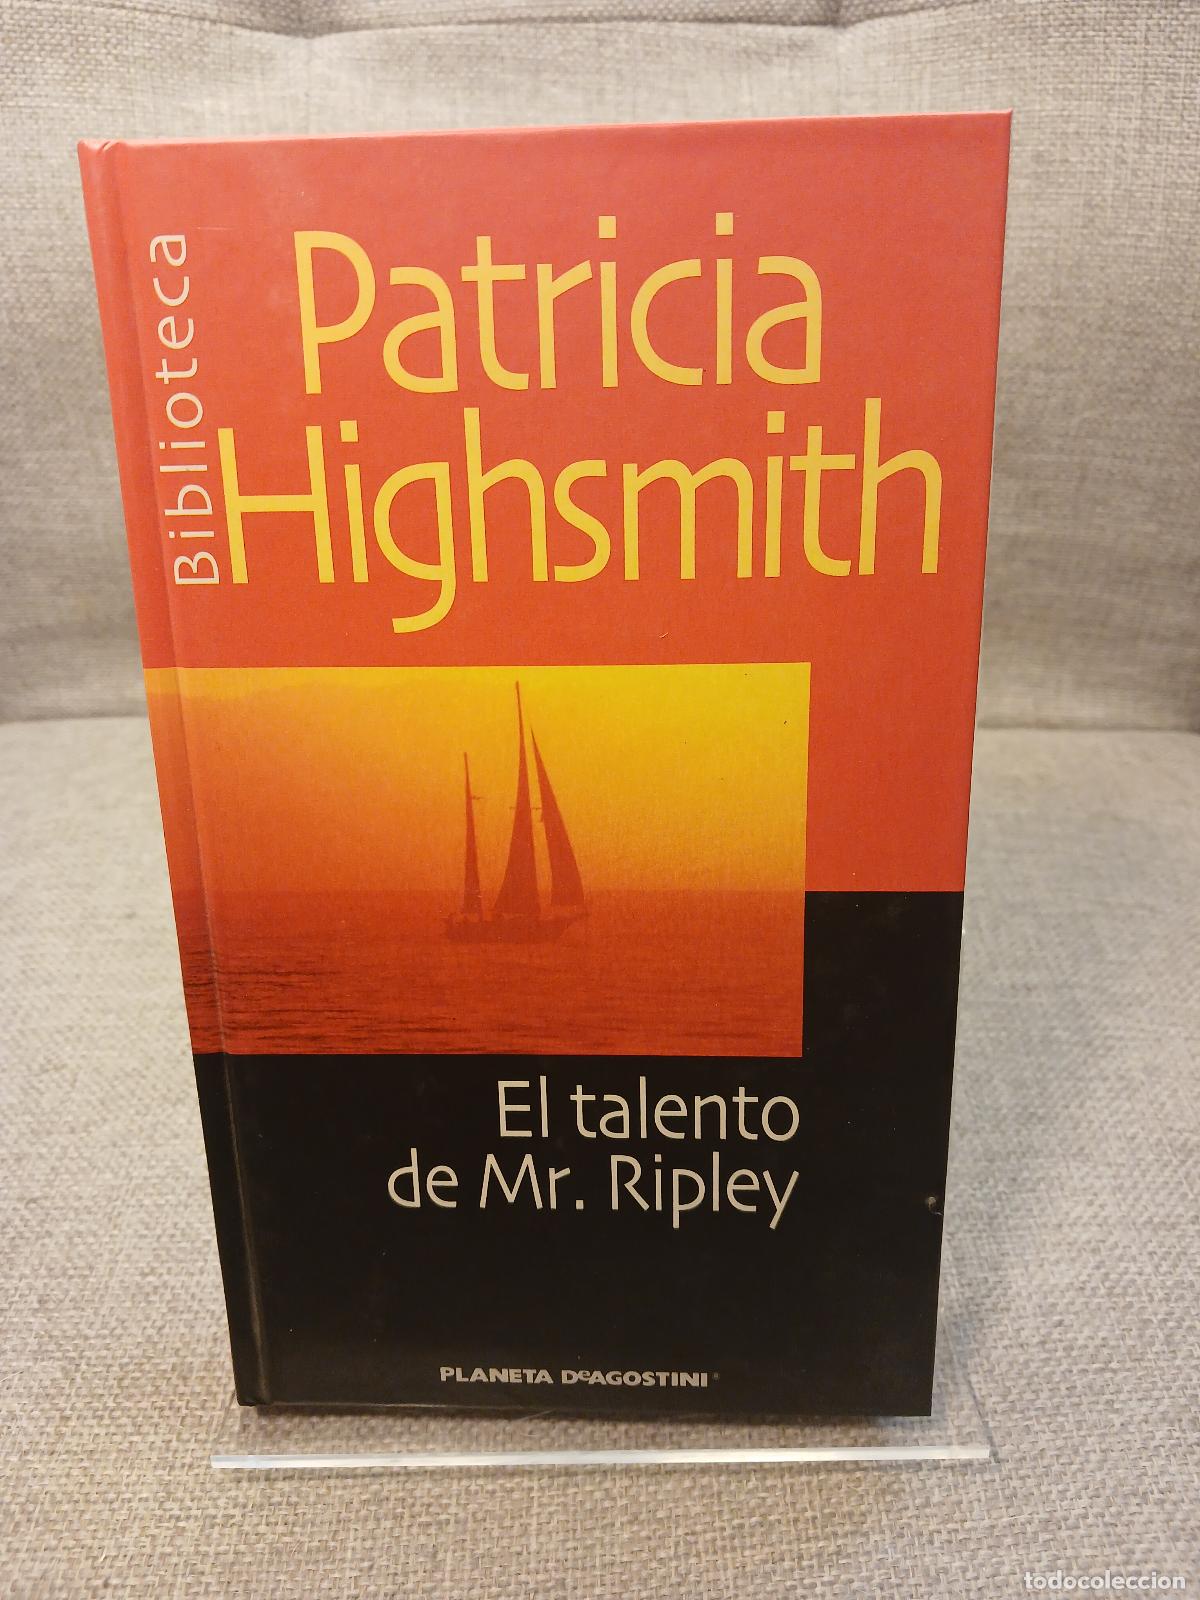 Biblioteca
Patricia
Highsmith
El talento
de Mr. Ripley
PLANETA DeAGOSTINI
todocoleccion